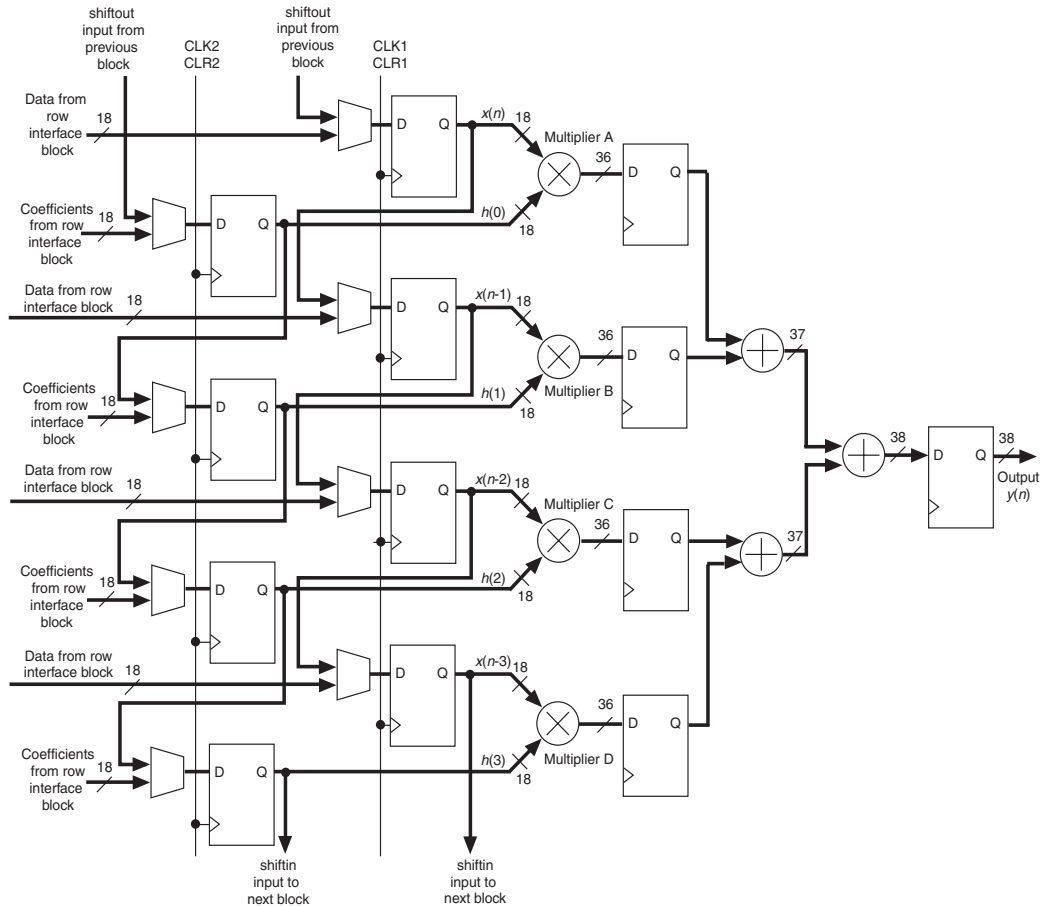 shiftout
input from
previous
block
shiftout
input from
previous
block
CLK2
CLR2
CLK1
CLR1
Data from
row
interface
block
18
D Q
x(n)
18
Multiplier A
36
D Q
Coefficients
from row
interface
block
18
D Q
h(0)
18
Data from row
interface block
18
D Q
x(n-1)
18
36
D Q
37
Multiplier B
Coefficients
from row
interface
block
18
D Q
h(1)
18
38
D Q
38
Output
y(n)
Data from row
interface block
18
D Q
x(n-2)
18
Multiplier C
36
D Q
37
Coefficients
from row
interface
block
18
D Q
h(2)
18
Data from row
interface block
18
D Q
x(n-3)
18
36
D Q
Multiplier D
Coefficients
from row
interface
block
18
D Q
h(3)
18
shiftin
input to
next block
shiftin
input to
next block